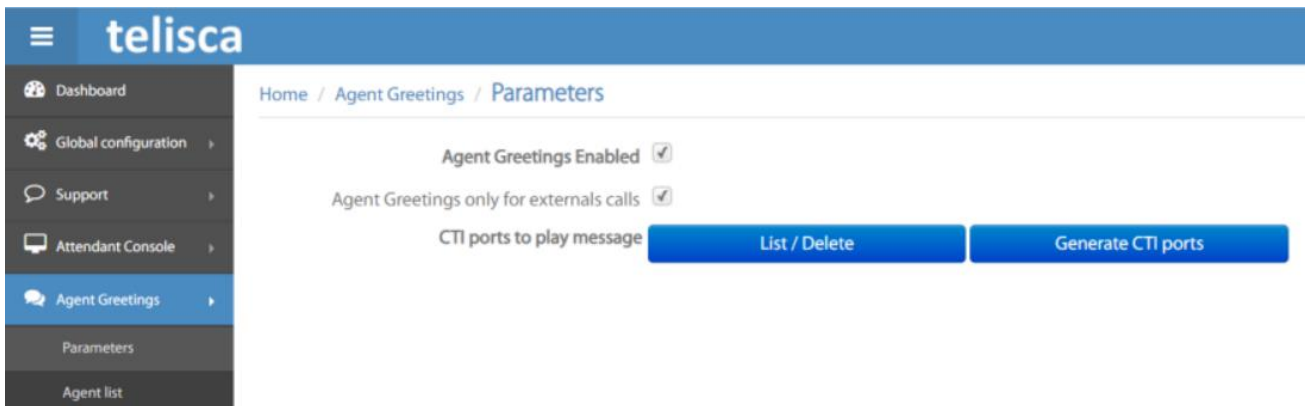 telisca
Dashboard
Global configuration
Support
Attendant Console
Agent Greetings
Parameters
Agent list
Home / Agent Greetings / Parameters
Agent Greetings Enabled
Agent Greetings only for externals calls
CTI ports to play message
List / Delete
Generate CTI ports